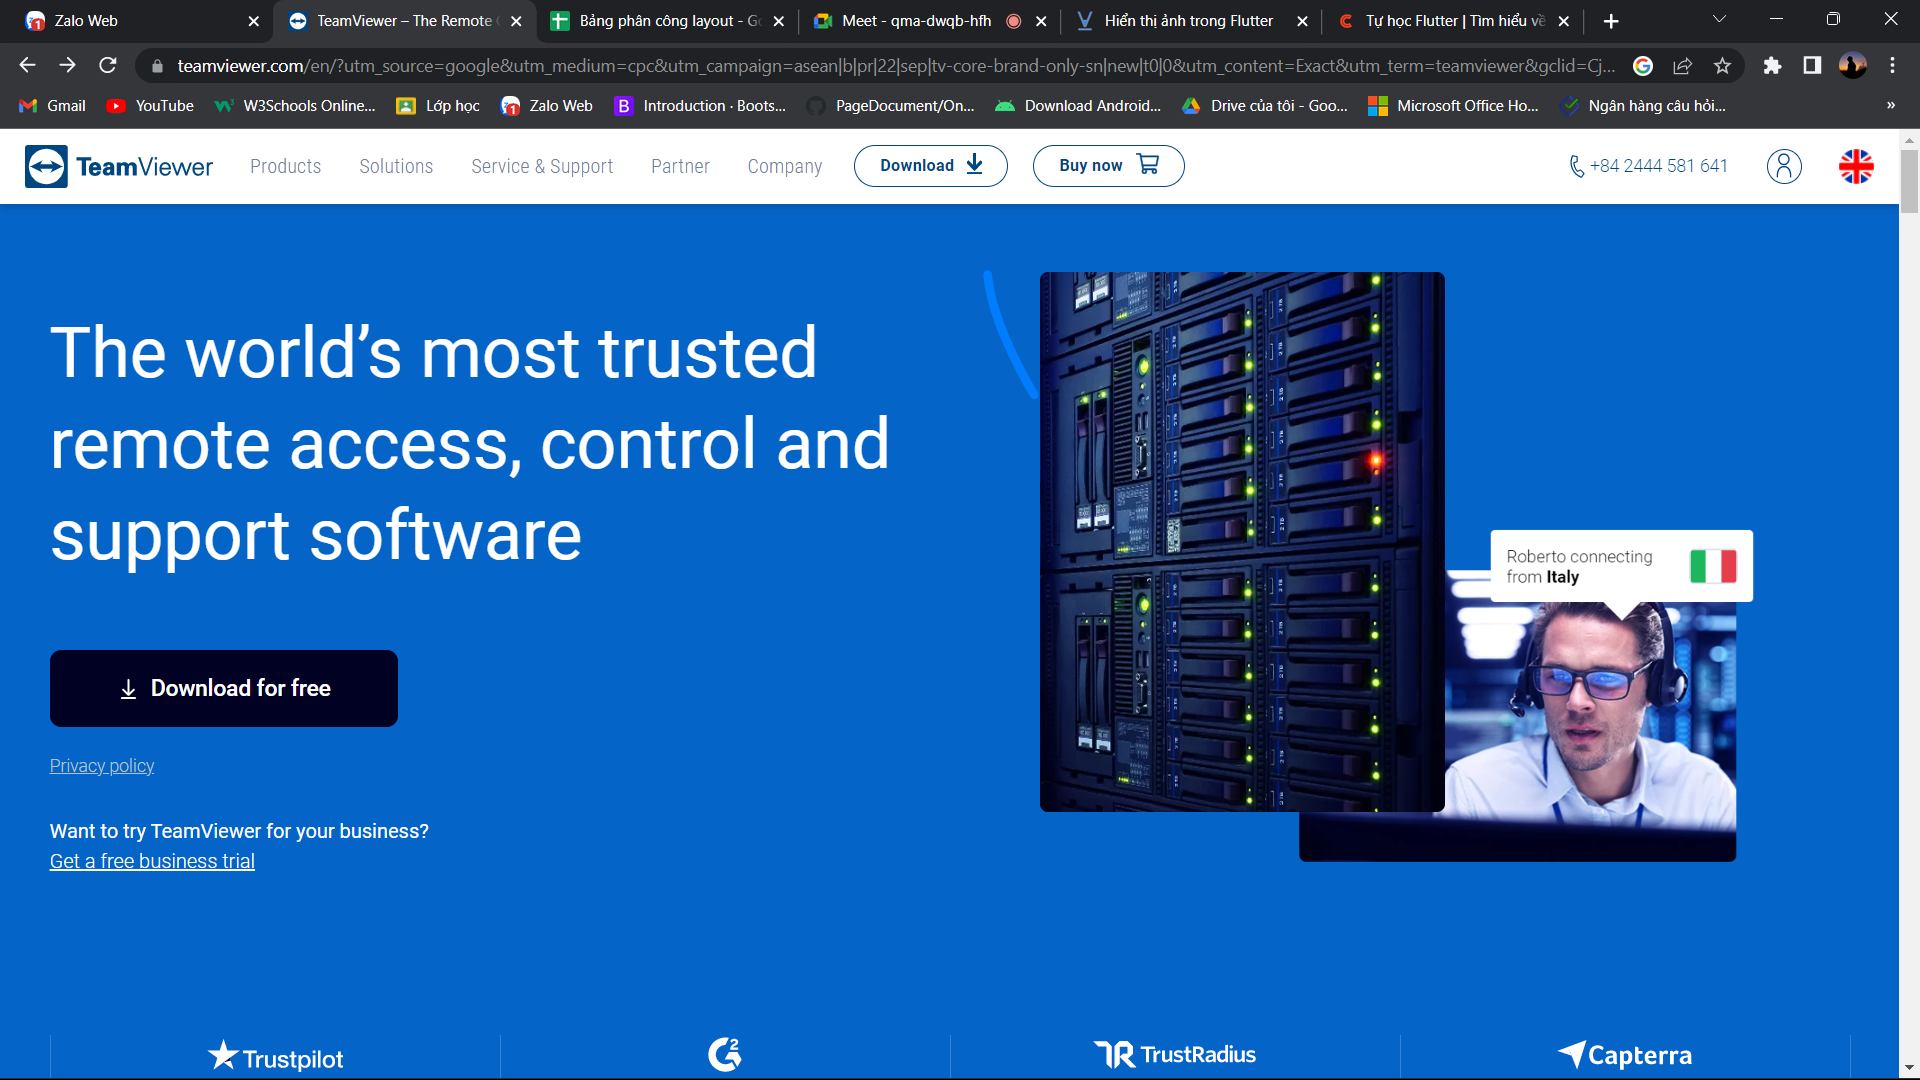 Zalo Web
TeamViewer – The Remote
Bảng phân công layout - Go
Meet - qma-dwqb-hfh
Hiển thị ảnh trong Flutter
Tự học Flutter | Tìm hiểu về
teamviewer.com/en/?utm_source=google&utm_medium=cpc&utm_campaign=asean|b|pr|22|sep|tv-core-brand-only-sn|new|t0|0&utm_content=Exact&utm_term=teamviewer&gclid=Cj...
Gmail
YouTube
W3Schools Online...
Lớp học
Zalo Web
Introduction · Boots...
PageDocument/On...
Download Android...
Drive của tôi - Goo...
Microsoft Office Ho...
Ngân hàng câu hỏi...
»
TeamViewer
Products
Solutions
Service & Support
Partner
Company
Download
Buy now
+84 2444 581 641
The world’s most trusted
remote access, control and
support software
Roberto connecting
from Italy
Download for free
Privacy policy
Want to try TeamViewer for your business?
Get a free business trial
Trustpilot
G2
TrustRadius
Capterra